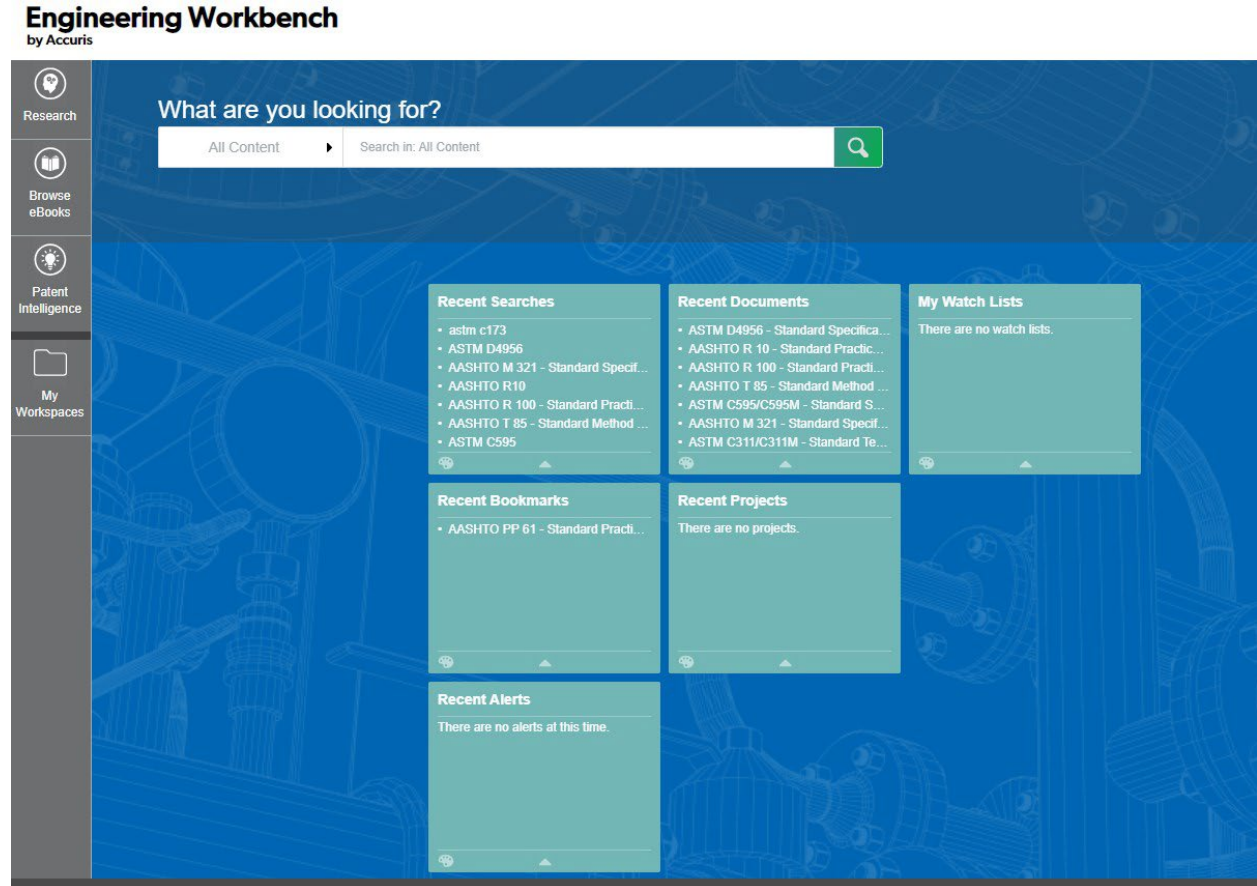 Engineering Workbench
by Accuris
Research
Browse
eBooks
Patent
Intelligence
My
Workspaces
What are you looking for?
All Content
Search in: All Content
Recent Searches
• astm c173
• ASTM D4956
• AASHTO M 321 - Standard Specif...
• AASHTO R10
• AASHTO R 100 - Standard Practi...
• AASHTO T 85 - Standard Method ...
• ASTM C595
Recent Documents
• ASTM D4956 - Standard Specifica...
• AASHTO R 10 - Standard Practic...
• AASHTO R 100 - Standard Practi...
• AASHTO T 85 - Standard Method ...
• ASTM C595/C595M - Standard S...
• AASHTO M 321 - Standard Specif...
• ASTM C311/C311M - Standard Te...
My Watch Lists
There are no watch lists.
Recent Bookmarks
• AASHTO PP 61 - Standard Practi...
Recent Projects
There are no projects.
Recent Alerts
There are no alerts at this time.